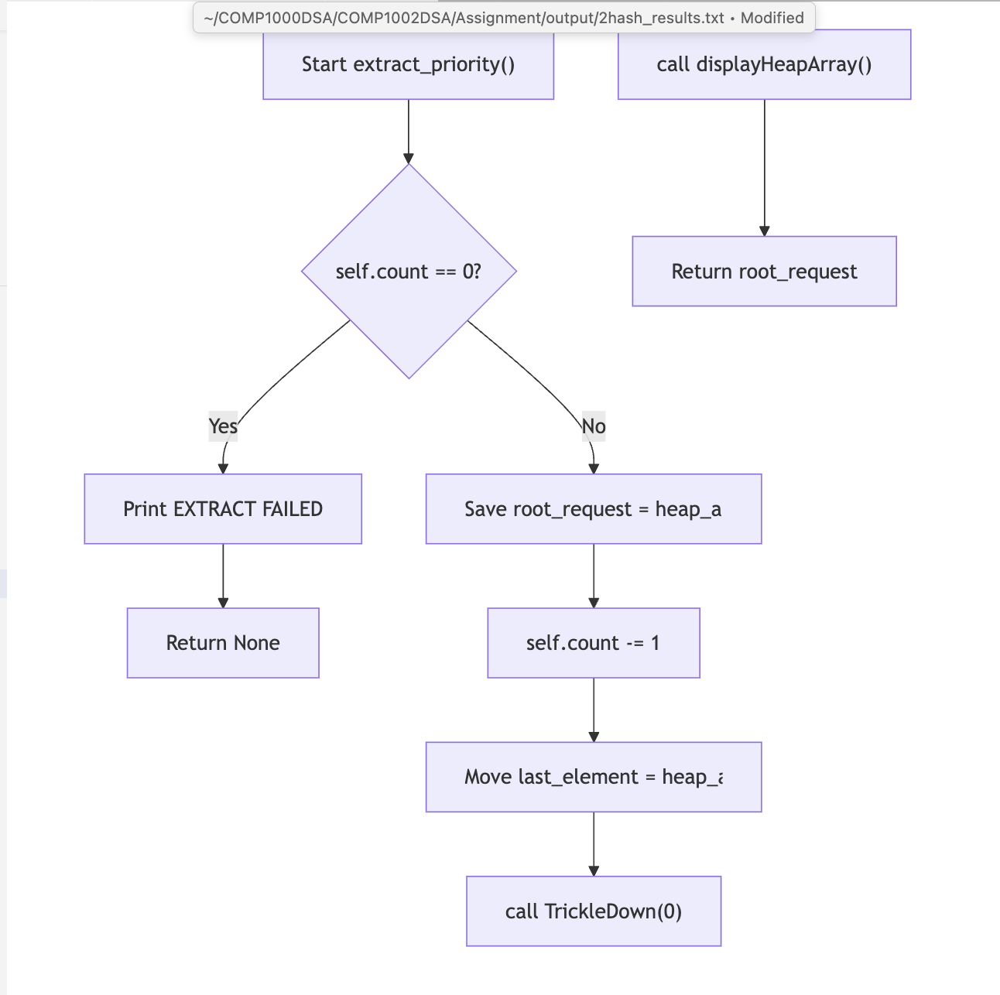 ~/COMP1000DSA/COMP1002DSA/Assignment/output/2hash_results.txt • Modified
Start extract_priority()
call displayHeapArray()
self.count == 0?
Return root_request
Yes
No
Print EXTRACT FAILED
Save root_request = heap_a
Return None
self.count -= 1
Move last_element = heap_a
call TrickleDown(0)